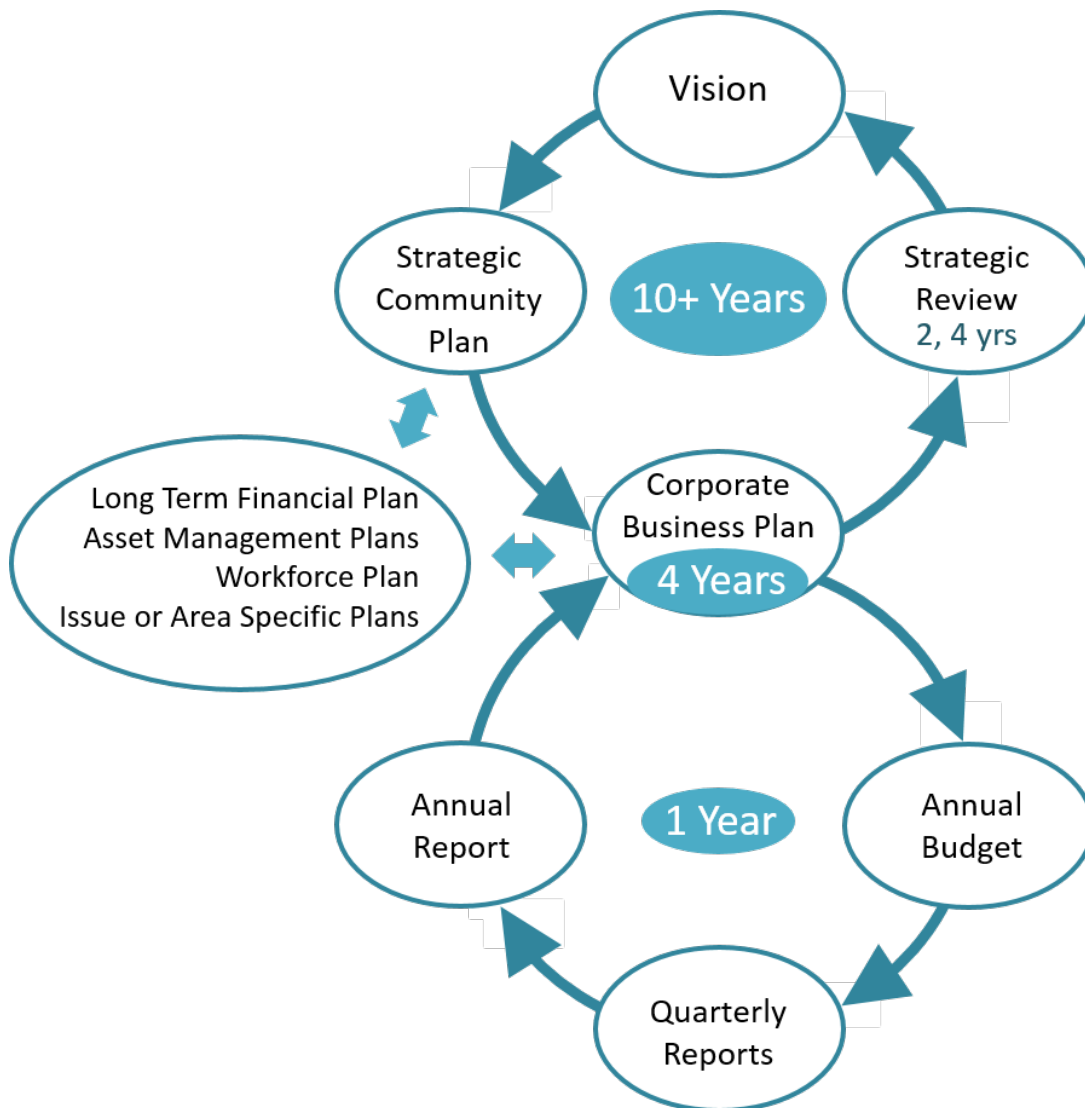 Vision
Strategic
Community
Plan
10+ Years
Strategic
Review
2, 4 yrs
Long Term Financial Plan
Asset Management Plans
Workforce Plan
Issue or Area Specific Plans
Corporate
Business Plan
4 Years
Annual
Report
1 Year
Annual
Budget
Quarterly
Reports